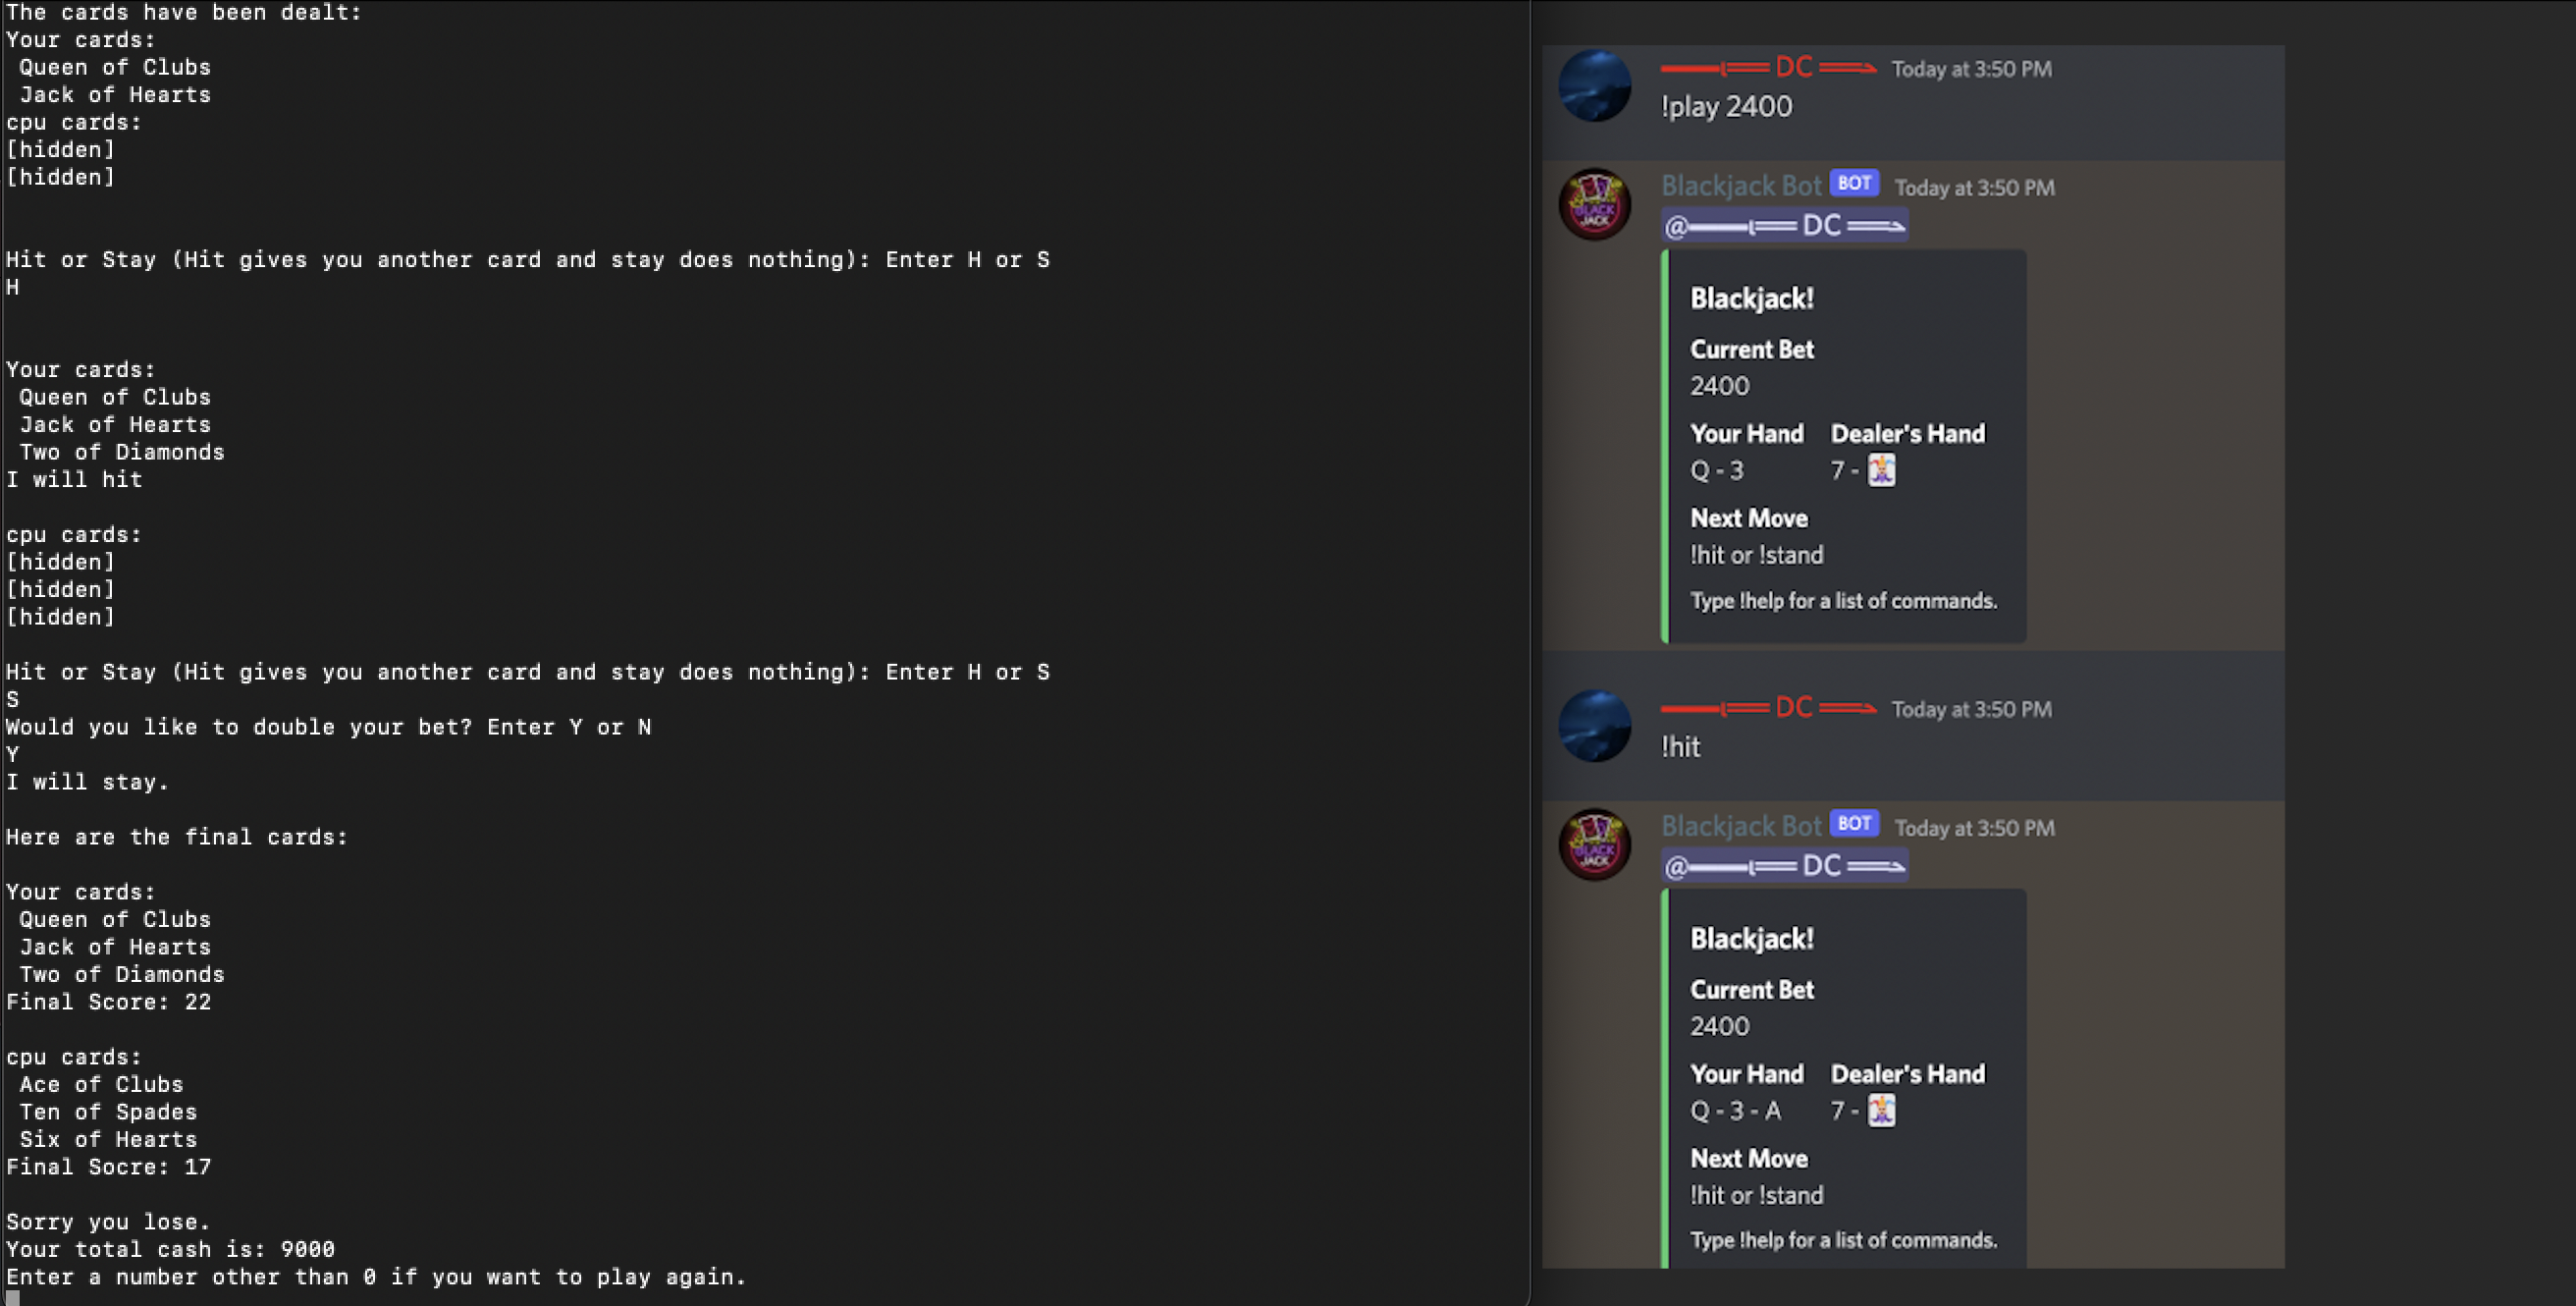 The cards have been dealt:
Your cards:
Queen of Clubs
Jack of Hearts
cpu cards:
[hidden]
[hidden]
Hit or Stay (Hit gives you another card and stay does nothing): Enter H or S
H
Your cards:
Queen of Clubs
Jack of Hearts
Two of Diamonds
I will hit
cpu cards:
[hidden]
[hidden]
[hidden]
Hit or Stay (Hit gives you another card and stay does nothing): Enter H or S
S
Would you like to double your bet? Enter Y or N
Y
I will stay.
Here are the final cards:
Your cards:
Queen of Clubs
Jack of Hearts
Two of Diamonds
Final Score: 22
cpu cards:
Ace of Clubs
Ten of Spades
Six of Hearts
Final Socre: 17
Sorry you lose.
Your total cash is: 9000
Enter a number other than 0 if you want to play again.
DC Today at 3:50 PM
!play 2400
Blackjack Bot BOT Today at 3:50 PM
BLACK JACK
@ DC
Blackjack!
Current Bet
2400
Your Hand Dealer's Hand
Q - 3 7 - 🃏
Next Move
!hit or !stand
Type !help for a list of commands.
DC Today at 3:50 PM
!hit
Blackjack Bot BOT Today at 3:50 PM
BLACK JACK
@ DC
Blackjack!
Current Bet
2400
Your Hand Dealer's Hand
Q - 3 - A 7 - 🃏
Next Move
!hit or !stand
Type !help for a list of commands.